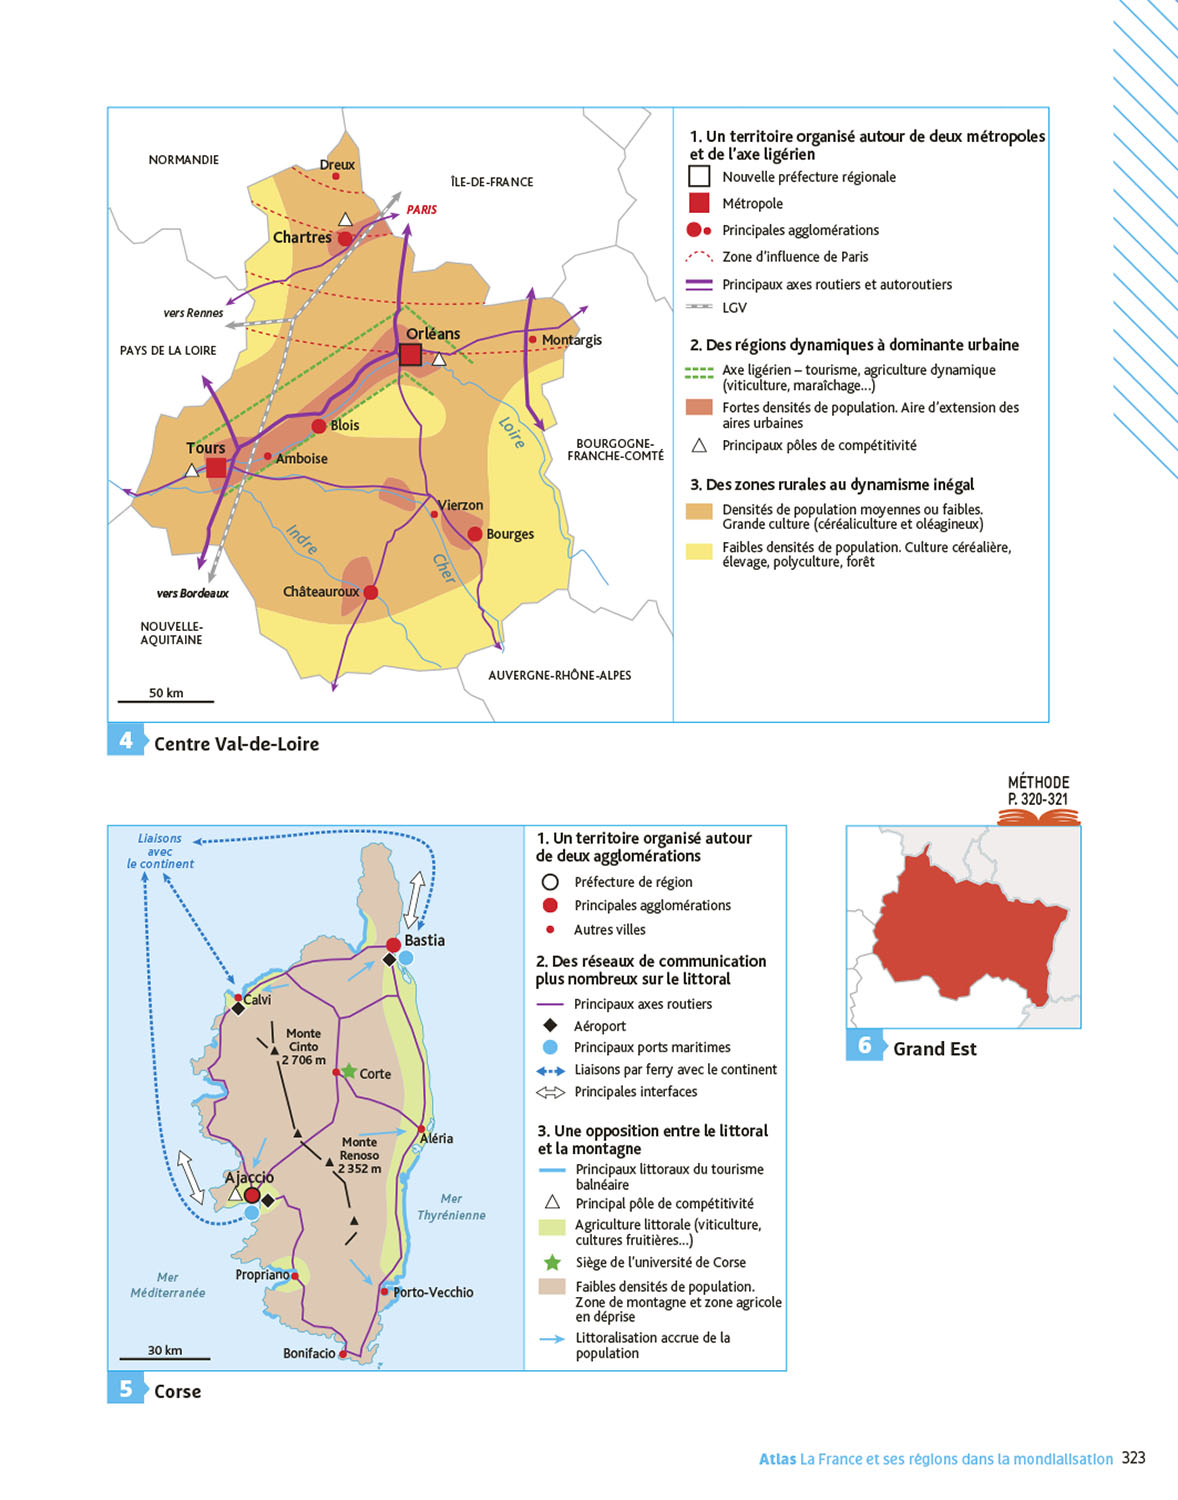 NORMANDIE
Dreux
ÎLE-DE-FRANCE
PARIS
Chartres
vers Rennes
Orléans
Montargis
PAYS DE LA LOIRE
Blois
Loire
BOURGOGNE-
FRANCHE-COMTÉ
Tours
Amboise
Vierzon
Bourges
Indre
Cher
Châteauroux
vers Bordeaux
NOUVELLE-
AQUITAINE
AUVERGNE-RHÔNE-ALPES
50 km
1. Un territoire organisé autour de deux métropoles
et de l'axe ligérien
Nouvelle préfecture régionale
Métropole
Principales agglomérations
Zone d'influence de Paris
Principaux axes routiers et autoroutiers
LGV
2. Des régions dynamiques à dominante urbaine
Axe ligérien – tourisme, agriculture dynamique
(viticulture, maraîchage...)
Fortes densités de population. Aire d'extension des
aires urbaines
Principaux pôles de compétitivité
3. Des zones rurales au dynamisme inégal
Densités de population moyennes ou faibles.
Grande culture (céréaliculture et oléagineux)
Faibles densités de population. Culture céréalière,
élevage, polyculture, forêt
4 Centre Val-de-Loire
MÉTHODE
P. 320-321
Liaisons
avec
le continent
Bastia
Calvi
Monte
Cinto
2 706 m
Corte
Aléria
Monte
Renoso
2 352 m
Ajaccio
Mer
Thyrénienne
Propriano
Mer
Méditerranée
Porto-Vecchio
Bonifacio
30 km
1. Un territoire organisé autour
de deux agglomérations
Préfecture de région
Principales agglomérations
Autres villes
2. Des réseaux de communication
plus nombreux sur le littoral
Principaux axes routiers
Aéroport
Principaux ports maritimes
Liaisons par ferry avec le continent
Principales interfaces
3. Une opposition entre le littoral
et la montagne
Principaux littoraux du tourisme
balnéaire
Principal pôle de compétitivité
Agriculture littorale (viticulture,
cultures fruitières...)
Siège de l'université de Corse
Faibles densités de population.
Zone de montagne et zone agricole
en déprise
Littoralisation accrue de la
population
5 Corse
6 Grand Est
Atlas La France et ses régions dans la mondialisation 323